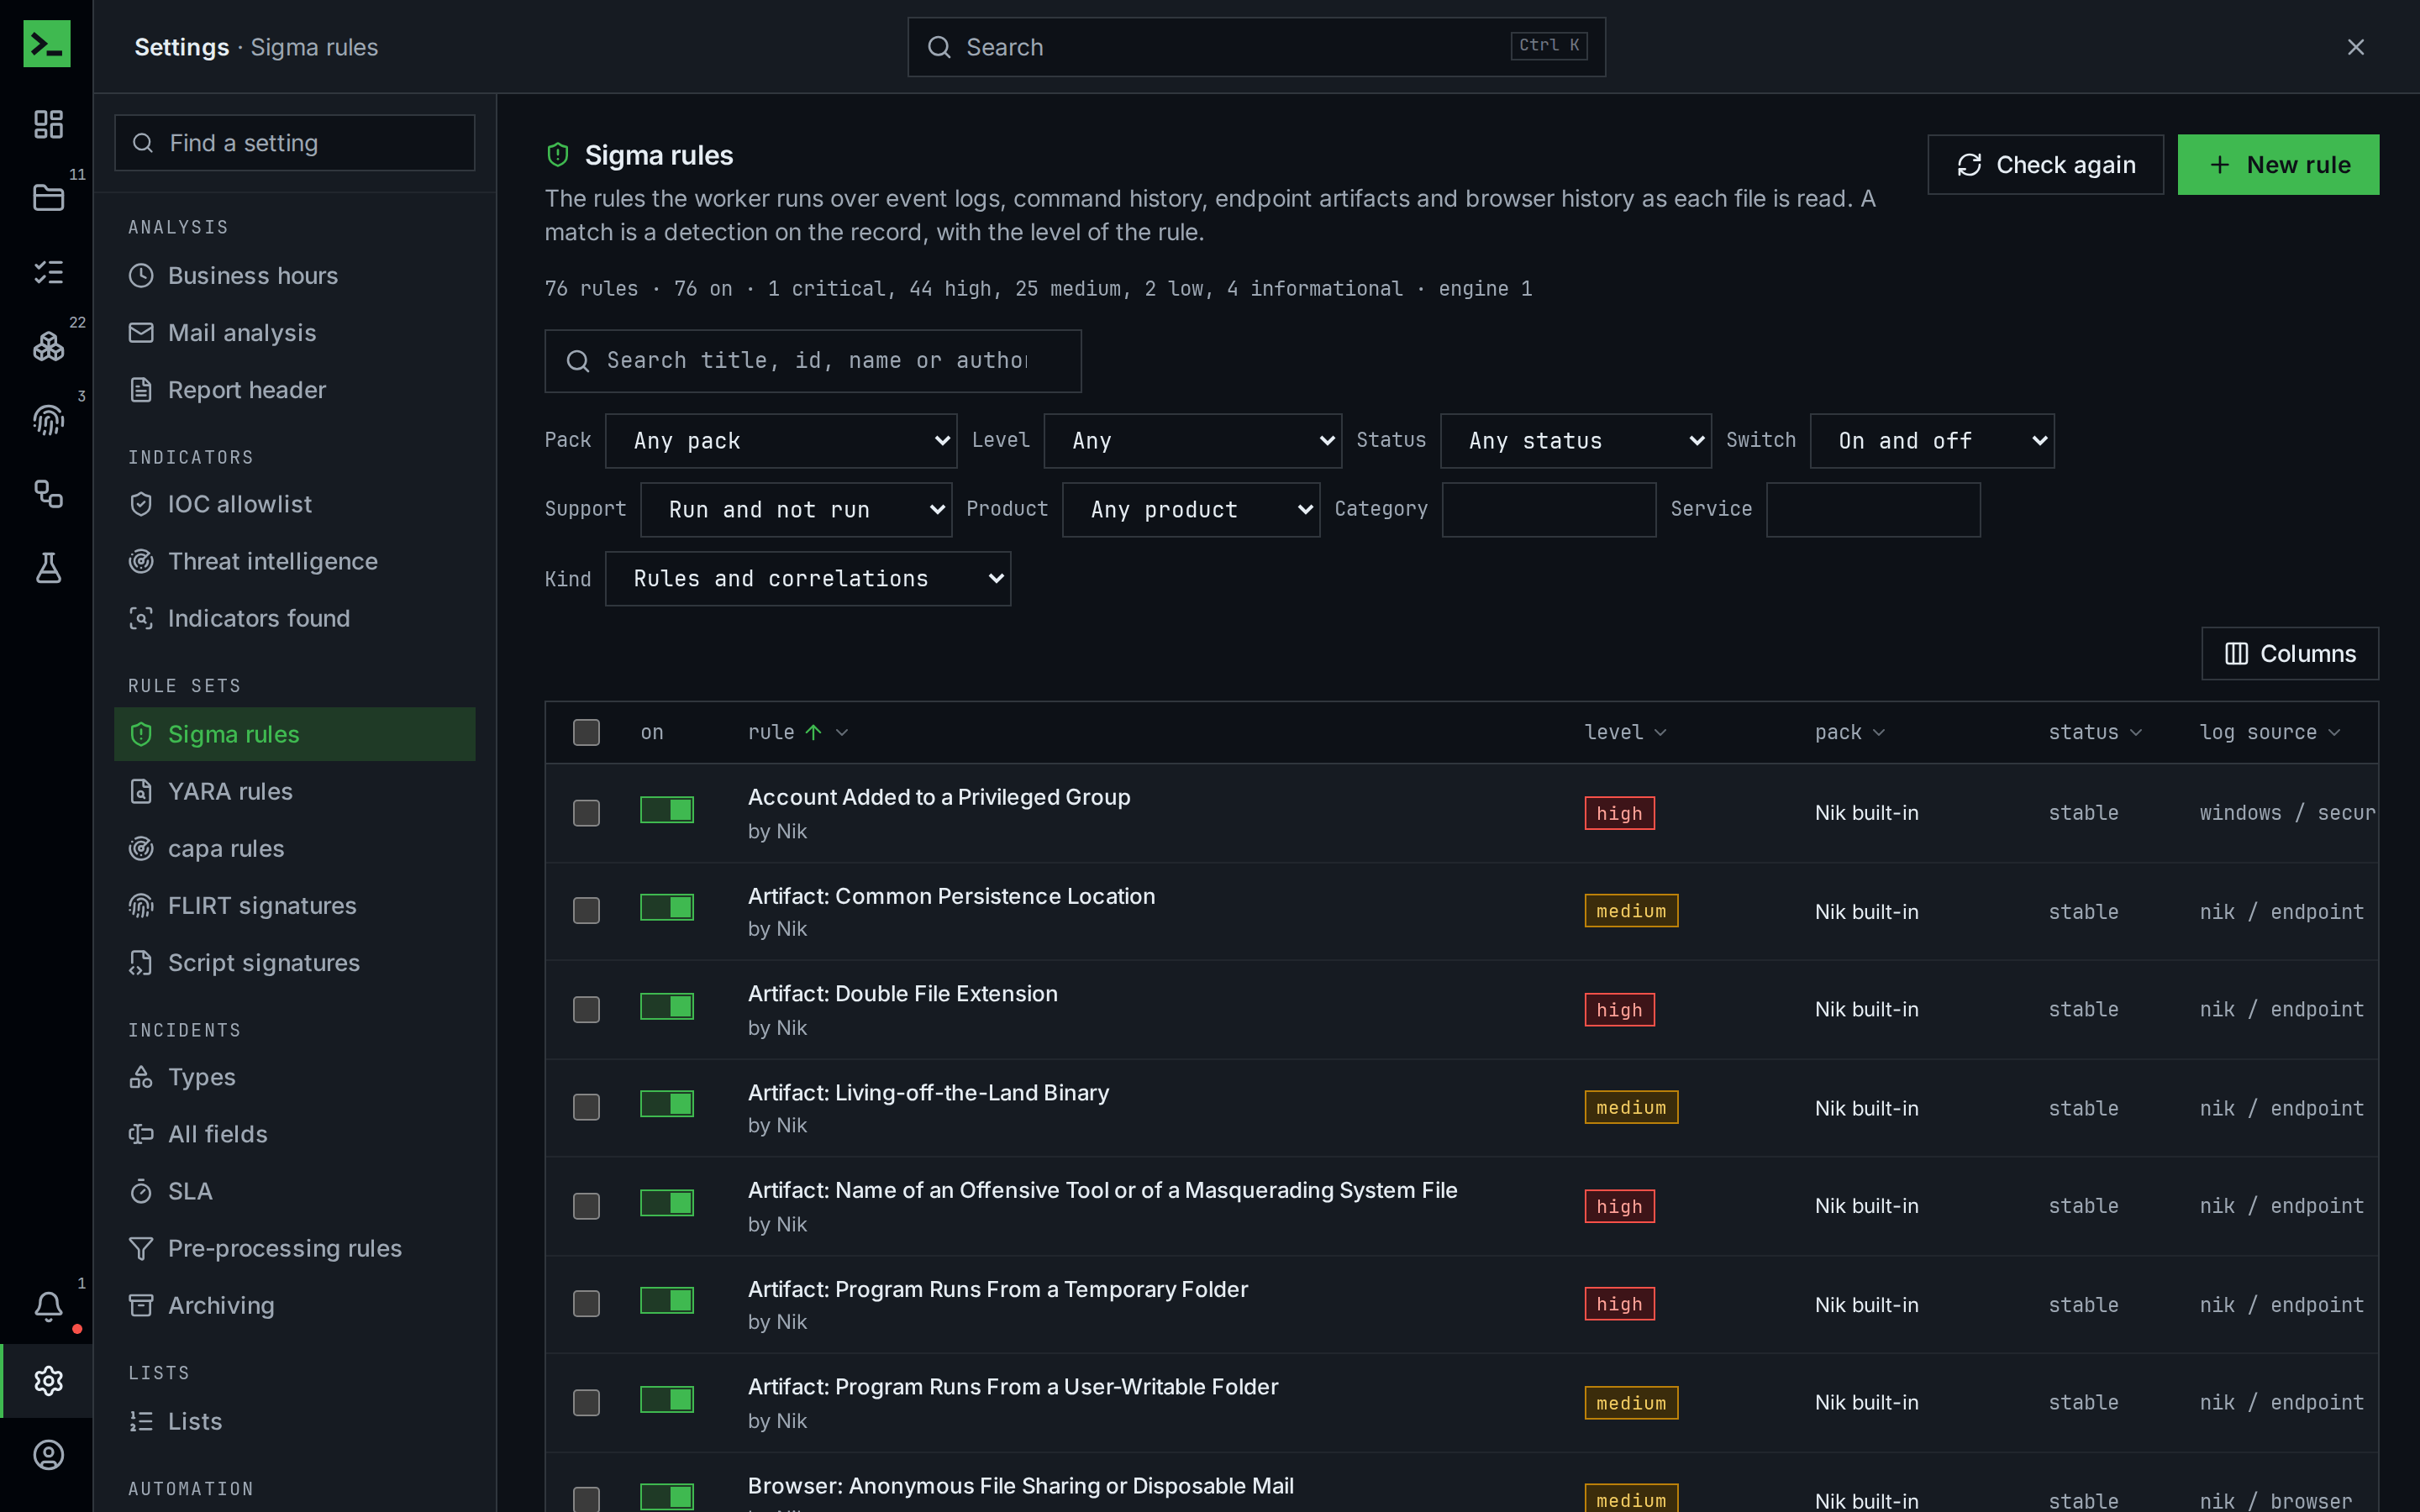 Settings · Sigma rules
Search
Ctrl K
11
22
3
1
Find a setting
ANALYSIS
Business hours
Mail analysis
Report header
INDICATORS
IOC allowlist
Threat intelligence
Indicators found
RULE SETS
Sigma rules
YARA rules
capa rules
FLIRT signatures
Script signatures
INCIDENTS
Types
All fields
SLA
Pre-processing rules
Archiving
LISTS
Lists
AUTOMATION
Sigma rules
Check again
New rule
The rules the worker runs over event logs, command history, endpoint artifacts and browser history as each file is read. A
match is a detection on the record, with the level of the rule.
76 rules · 76 on · 1 critical, 44 high, 25 medium, 2 low, 4 informational · engine 1
Search title, id, name or author
Pack Any pack Level Any Status Any status Switch On and off
Support Run and not run Product Any product Category Service
Kind Rules and correlations
Columns
on rule level pack status log source
Account Added to a Privileged Group
by Nik
high Nik built-in stable windows / secur
Artifact: Common Persistence Location
by Nik
medium Nik built-in stable nik / endpoint
Artifact: Double File Extension
by Nik
high Nik built-in stable nik / endpoint
Artifact: Living-off-the-Land Binary
by Nik
medium Nik built-in stable nik / endpoint
Artifact: Name of an Offensive Tool or of a Masquerading System File
by Nik
high Nik built-in stable nik / endpoint
Artifact: Program Runs From a Temporary Folder
by Nik
high Nik built-in stable nik / endpoint
Artifact: Program Runs From a User-Writable Folder
by Nik
medium Nik built-in stable nik / endpoint
Browser: Anonymous File Sharing or Disposable Mail
medium Nik built-in stable nik / browser